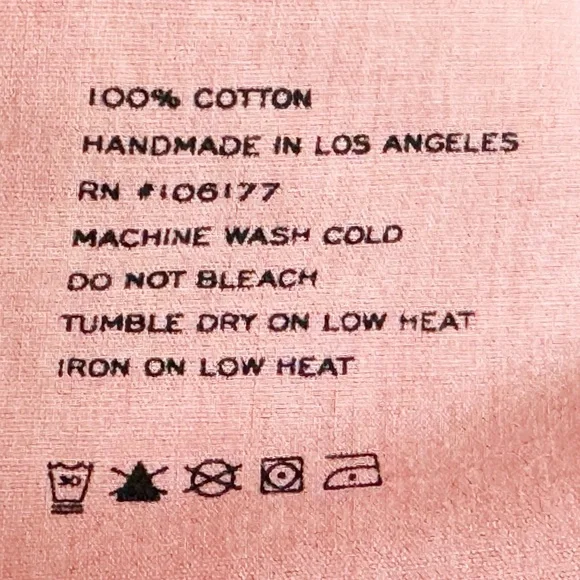 100% COTTON
HANDMADE IN LOS ANGELES
RN #106177
MACHINE WASH COLD
DO NOT BLEACH
TUMBLE DRY ON LOW HEAT
IRON ON LOW HEAT
30